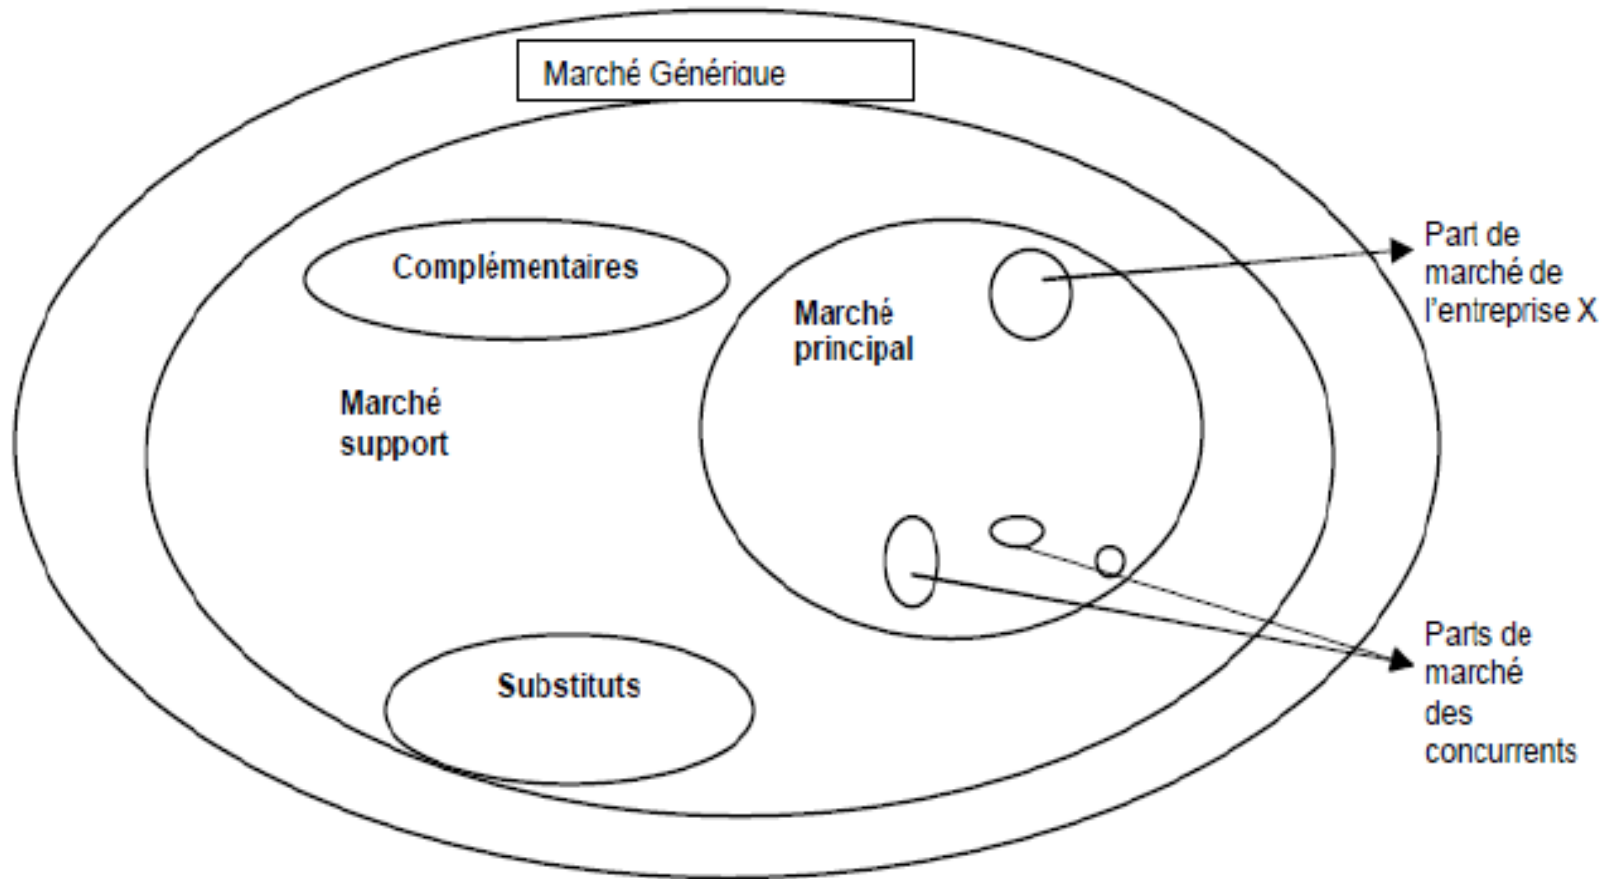 Marché Générique
Complémentaires
Marché
principal
Marché
support
Substituts
Part de
marché de
l'entreprise X
Parts de
marché
des
concurrents